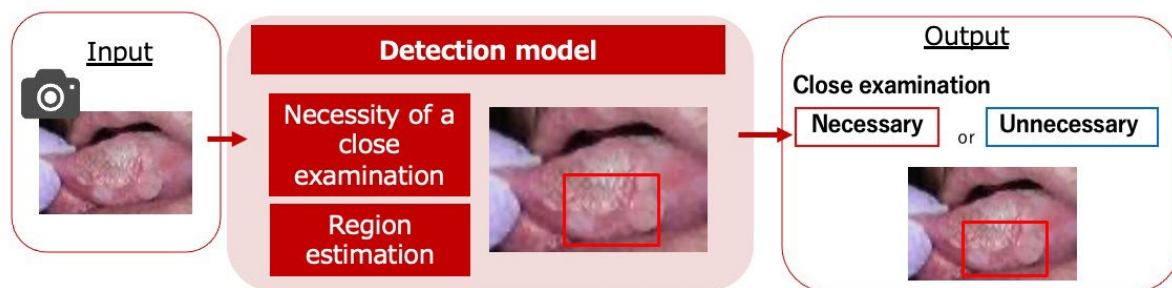 Input
Detection model
Necessity of a
close
examination
Region
estimation
Output
Close examination
Necessary or Unnecessary